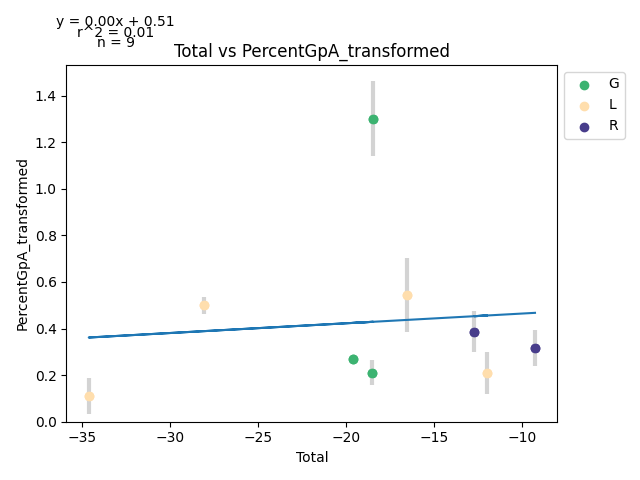 y = 0.00x + 0.51
r^2 = 0.01
n = 9
Total vs PercentGpA_transformed
G
L
R
PercentGpA_transformed
1.4
1.2
1.0
0.8
0.6
0.4
0.2
0.0
−35
−30
−25
−20
−15
−10
Total